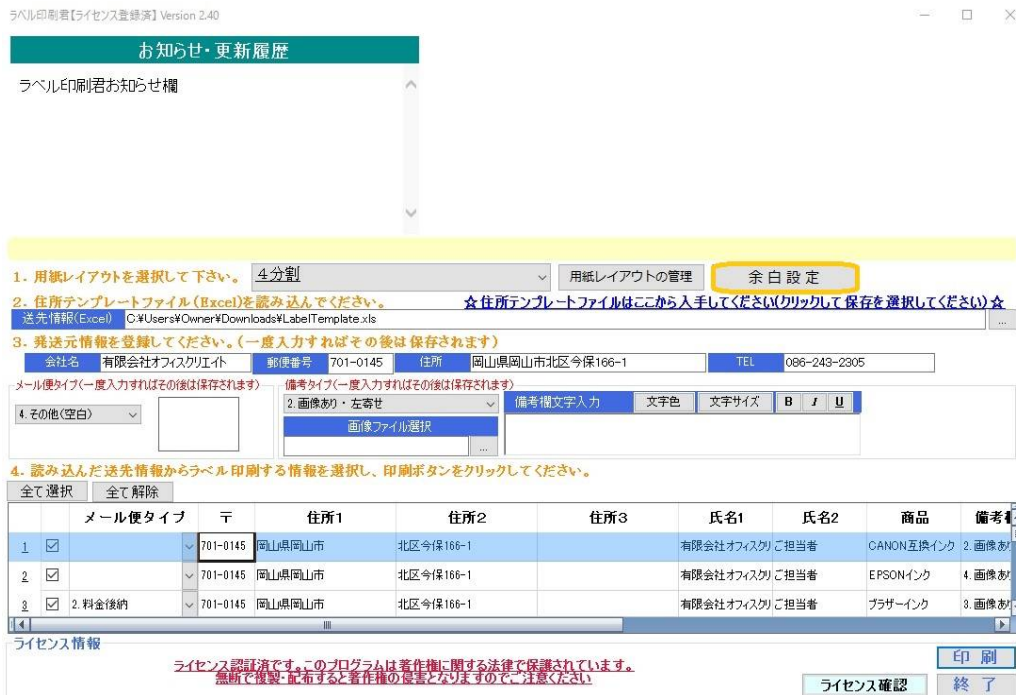 ラベル印刷君【ライセンス登録済】 Version 2.40
お知らせ・更新履歴
ラベル印刷君お知らせ欄
1. 用紙レイアウトを選択して下さい。 4分割 用紙レイアウトの管理 余白設定
2. 住所テンプレートファイル(Excel)を読み込んでください。 ☆住所テンプレートファイルはここから入手してください(クリックして保存を選択してください)☆
送先情報(Excel) C:¥Users¥Owner¥Downloads¥LabelTemplate.xls ...
3. 発送元情報を登録してください。(一度入力すればその後は保存されます)
会社名 有限会社オフィスクリエイト 郵便番号 701-0145 住所 岡山県岡山市北区今保166-1 TEL 086-243-2305
メール便タイプ(一度入力すればその後は保存されます) 備考タイプ(一度入力すればその後は保存されます)
4.その他(空白) 2.画像あり・左寄せ 備考欄文字入力 文字色 文字サイズ B I U
画像ファイル選択
...
4. 読み込んだ送先情報からラベル印刷する情報を選択し、印刷ボタンをクリックしてください。
全て選択 全て解除
メール便タイプ 〒 住所1 住所2 住所3 氏名1 氏名2 商品 備考
1 701-0145 岡山県岡山市 北区今保166-1 有限会社オフィスクリ ご担当者 CANON互換インク 2.画像あ
2 701-0145 岡山県岡山市 北区今保166-1 有限会社オフィスクリ ご担当者 EPSONインク 4.画像あ
3 2.料金後納 701-0145 岡山県岡山市 北区今保166-1 有限会社オフィスクリ ご担当者 ブラザーインク 3.画像あ
ライセンス情報
ライセンス認証済です。このプログラムは著作権に関する法律で保護されています。
無断で複製・配布すると著作権の侵害となりますのでご注意ください
印刷
ライセンス確認 終了